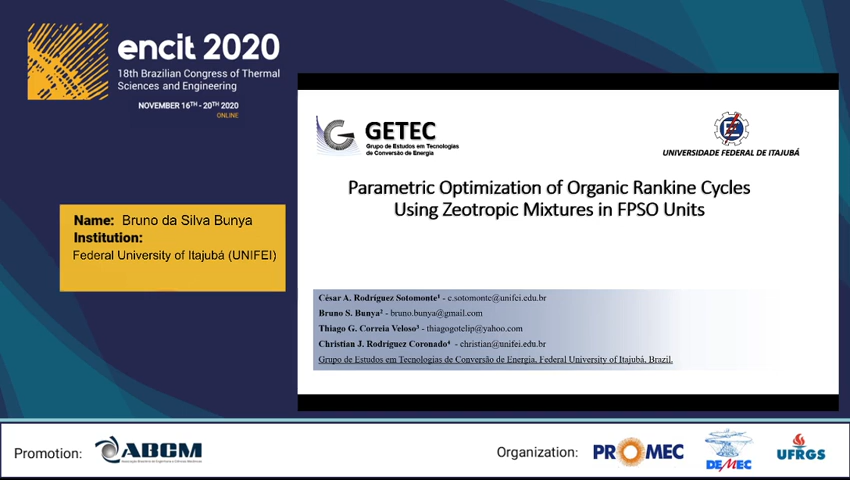 encit 2020
18th Brazilian Congress of Thermal
Sciences and Engineering
NOVEMBER 16TH - 20TH 2020
ONLINE
Name: Bruno da Silva Bunya
Institution:
Federal University of Itajubá (UNIFEI)
GETEC
Grupo de Estudos em Tecnologias
de Conversão de Energia
UNIVERSIDADE FEDERAL DE ITAJUBÁ
Parametric Optimization of Organic Rankine Cycles
Using Zeotropic Mixtures in FPSO Units
César A. Rodríguez Sotomonte¹ - c.sotomonte@unifei.edu.br
Bruno S. Bunya² - bruno.bunya@gmail.com
Thiago G. Correia Veloso³ - thiagogotelip@yahoo.com
Christian J. Rodriguez Coronado⁴ - christian@unifei.edu.br
Grupo de Estudos em Tecnologias de Conversão de Energia, Federal University of Itajubá, Brazil.
Promotion:
ABCM
Organization:
PROMEC
DEMEC
UFRGS